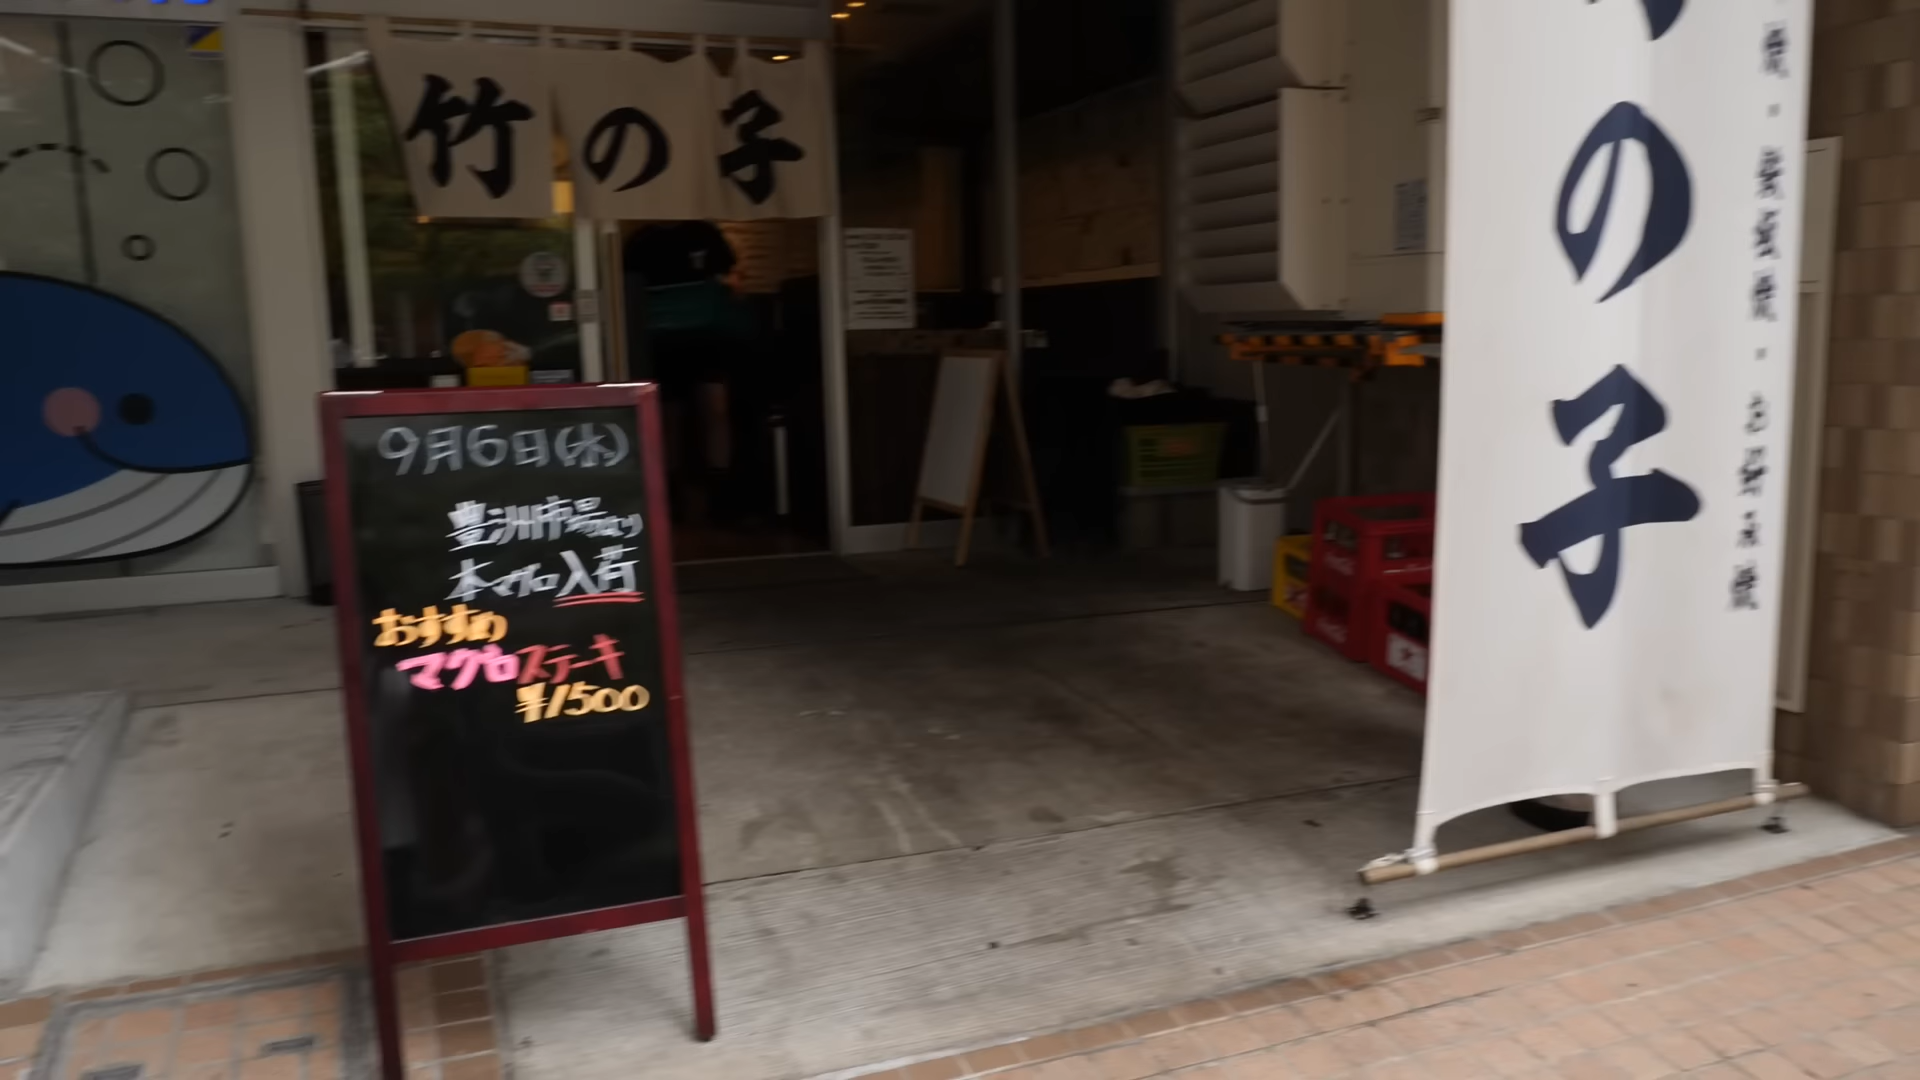 竹の子
9月6日(水)
豊洲市場より
本マグロ入荷
おすすめ
マグロステーキ
¥1500
の子